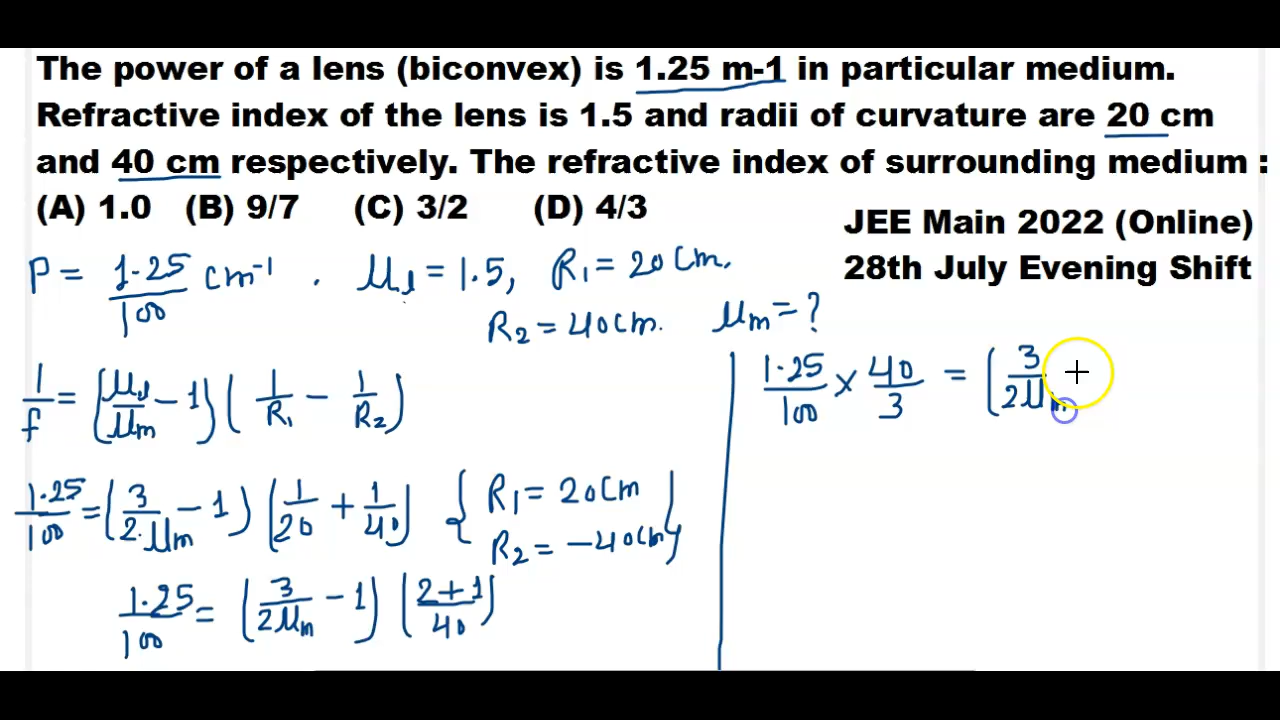 The power of a lens (biconvex) is 1.25 m-1 in particular medium.
Refractive index of the lens is 1.5 and radii of curvature are 20 cm
and 40 cm respectively. The refractive index of surrounding medium :
(A) 1.0 (B) 9/7 (C) 3/2 (D) 4/3
JEE Main 2022 (Online)
28th July Evening Shift
P = 1.25/100 cm⁻¹ . μl = 1.5, R1 = 20 cm.
R2 = 40 cm. μm = ?
1/f = (μl/μm - 1) (1/R1 - 1/R2)
1.25/100 = (3/2.μm - 1) (1/20 + 1/40) { R1 = 20 cm
R2 = -40 cm }
1.25/100 = (3/2μm - 1) (2+1/40)
1.25/100 × 40/3 = (3/2μm